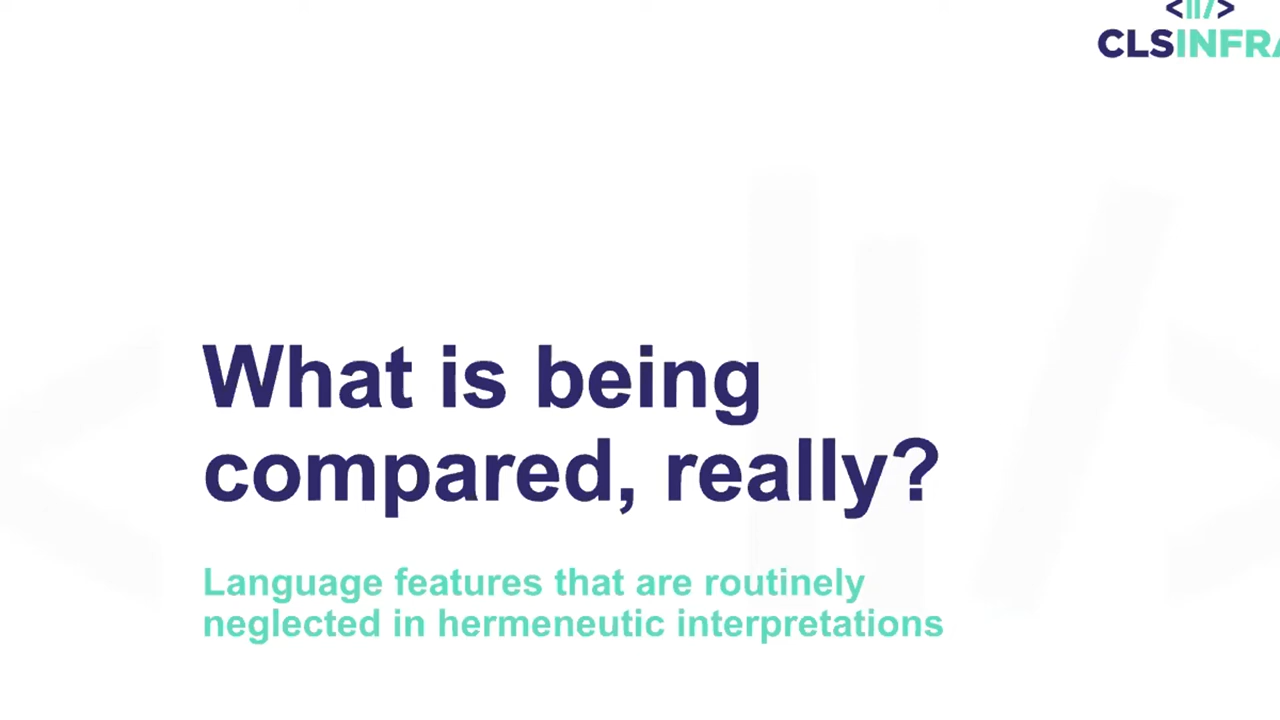 CLSINFRA
What is being
compared, really?
Language features that are routinely
neglected in hermeneutic interpretations